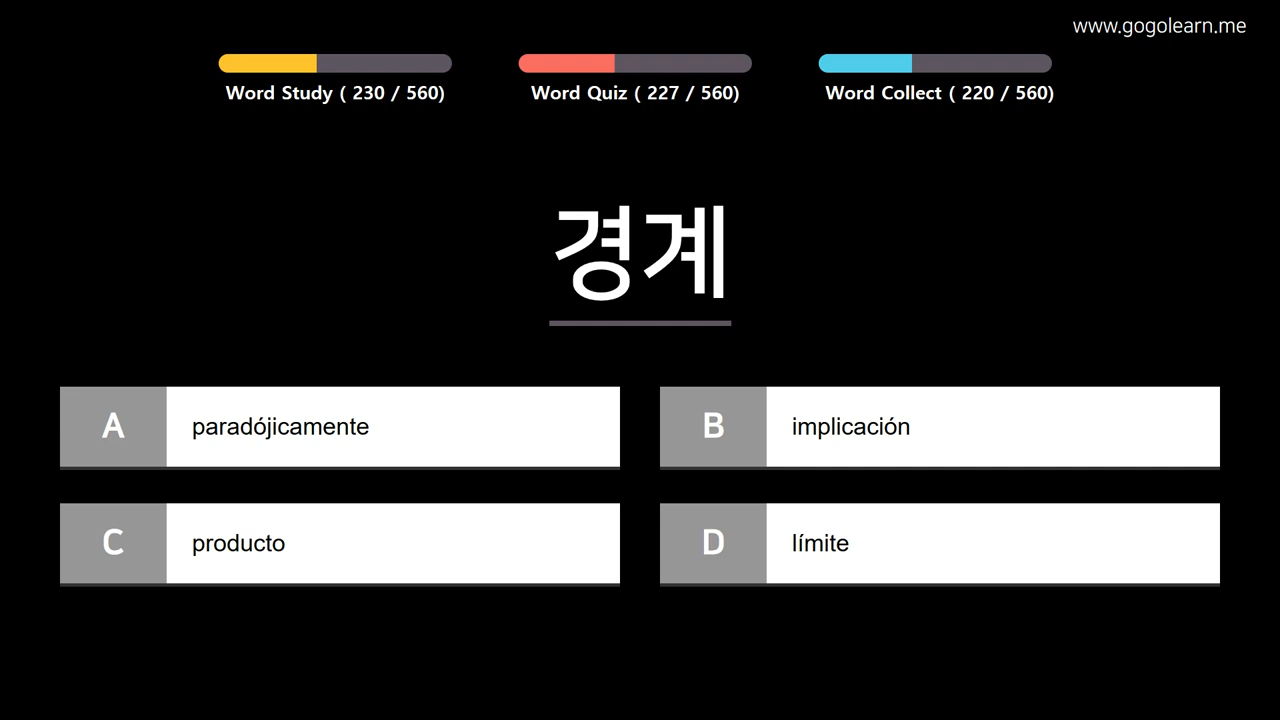 www.gogolearn.me
Word Study ( 230 / 560)
Word Quiz ( 227 / 560)
Word Collect ( 220 / 560)
경계
A paradójicamente
B implicación
C producto
D límite